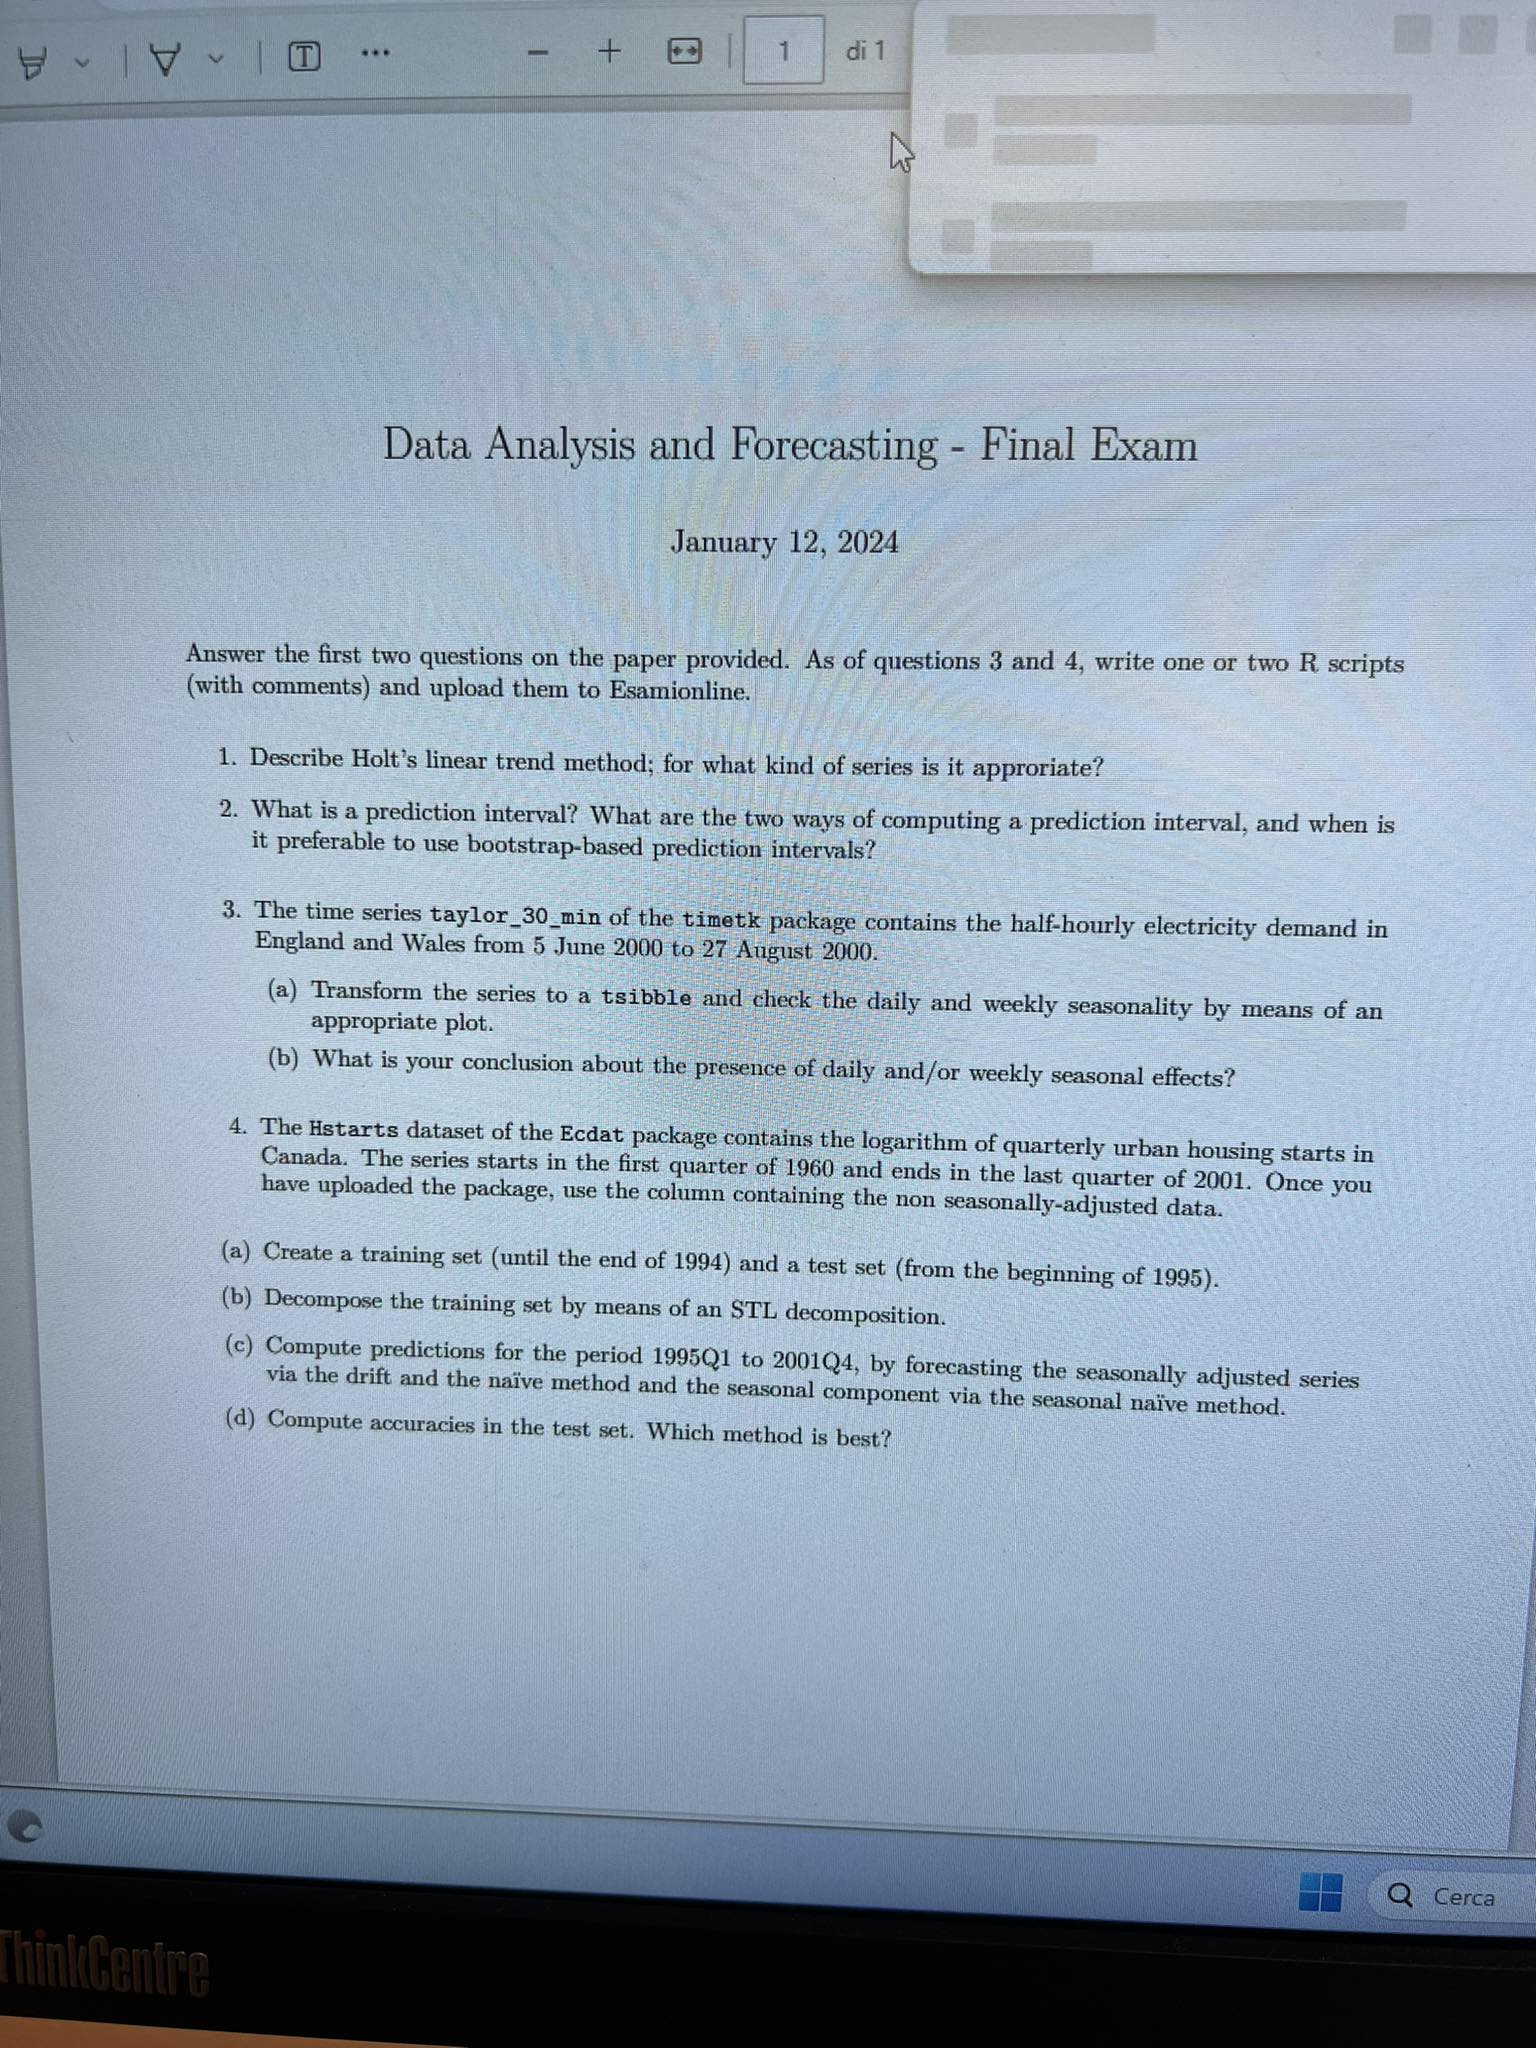 T
1 di 1
Data Analysis and Forecasting - Final Exam
January 12, 2024
Answer the first two questions on the paper provided. As of questions 3 and 4, write one or two R scripts
(with comments) and upload them to Esamionline.
1. Describe Holt's linear trend method; for what kind of series is it approriate?
2. What is a prediction interval? What are the two ways of computing a prediction interval, and when is
it preferable to use bootstrap-based prediction intervals?
3. The time series taylor_30_min of the timetk package contains the half-hourly electricity demand in
England and Wales from 5 June 2000 to 27 August 2000.
(a) Transform the series to a tsibble and check the daily and weekly seasonality by means of an
appropriate plot.
(b) What is your conclusion about the presence of daily and/or weekly seasonal effects?
4. The Hstarts dataset of the Ecdat package contains the logarithm of quarterly urban housing starts in
Canada. The series starts in the first quarter of 1960 and ends in the last quarter of 2001. Once you
have uploaded the package, use the column containing the non seasonally-adjusted data.
(a) Create a training set (until the end of 1994) and a test set (from the beginning of 1995).
(b) Decompose the training set by means of an STL decomposition.
(c) Compute predictions for the period 1995Q1 to 2001Q4, by forecasting the seasonally adjusted series
via the drift and the naïve method and the seasonal component via the seasonal naïve method.
(d) Compute accuracies in the test set. Which method is best?
Cerca
ThinkCentre